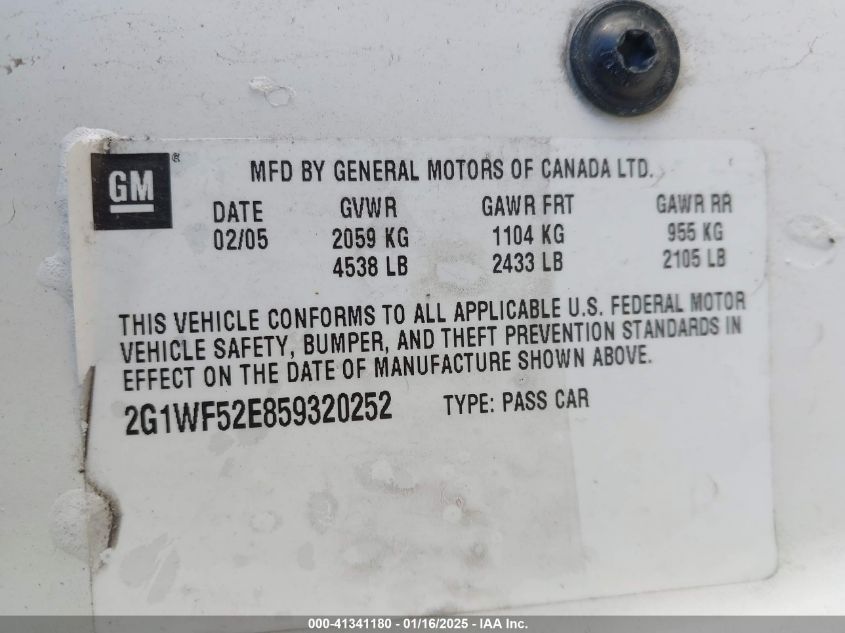 GM®
MFD BY GENERAL MOTORS OF CANADA LTD.
DATE GVWR GAWR FRT GAWR RR
02/05 2059 KG 1104 KG 955 KG
4538 LB 2433 LB 2105 LB
THIS VEHICLE CONFORMS TO ALL APPLICABLE U.S. FEDERAL MOTOR
VEHICLE SAFETY, BUMPER, AND THEFT PREVENTION STANDARDS IN
EFFECT ON THE DATE OF MANUFACTURE SHOWN ABOVE.
2G1WF52E859320252 TYPE: PASS CAR
000-41341180 - 01/16/2025 - IAA Inc.